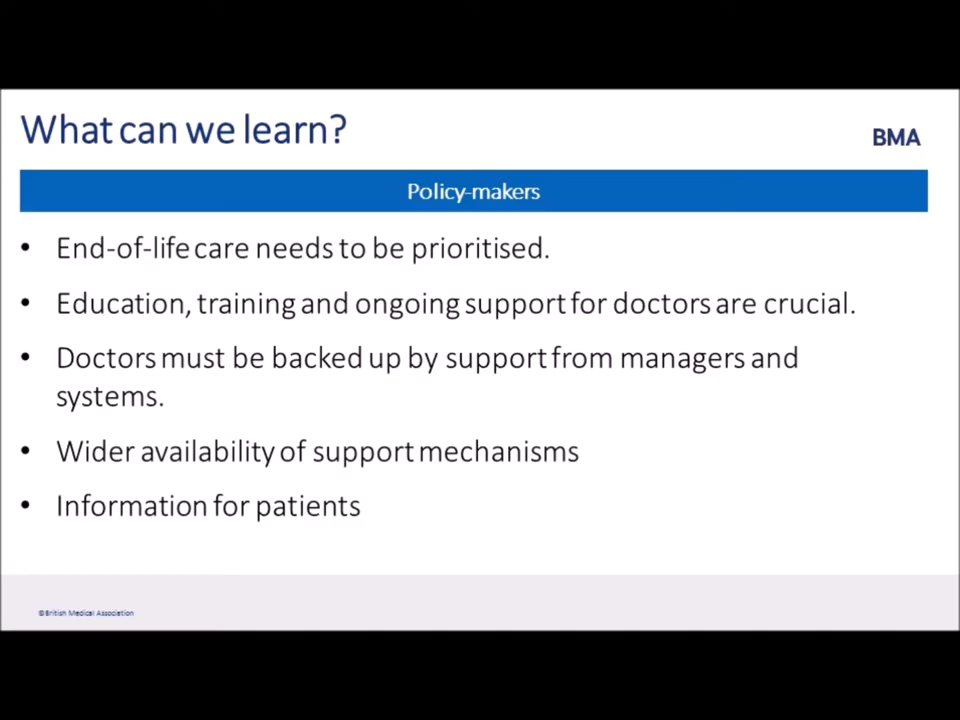 What can we learn?
BMA
Policy-makers
• End-of-life care needs to be prioritised.
• Education, training and ongoing support for doctors are crucial.
• Doctors must be backed up by support from managers and
systems.
• Wider availability of support mechanisms
• Information for patients
©British Medical Association